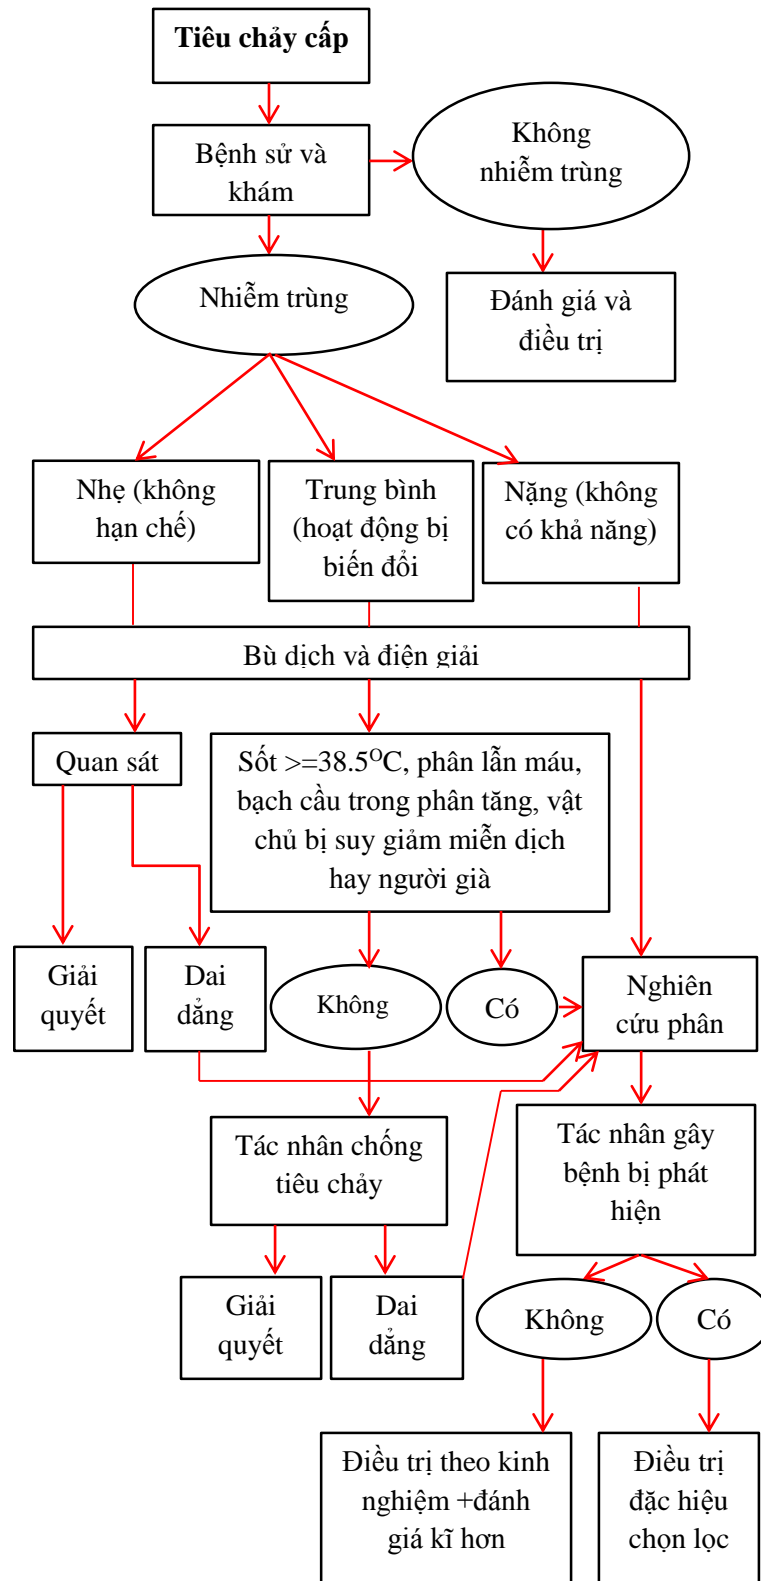 Tiêu chảy cấp
Bệnh sử và
khám
Không
nhiễm trùng
Nhiễm trùng
Đánh giá và
điều trị
Nhẹ (không
hạn chế)
Trung bình
(hoạt động bị
biến đổi
Nặng (không
có khả năng)
Bù dịch và điện giải
Quan sát
Sốt >=38.5ᴼC, phân lẫn máu,
bạch cầu trong phân tăng, vật
chủ bị suy giảm miễn dịch
hay người già
Giải
quyết
Dai
dẳng
Không
Có
Nghiên
cứu phân
Tác nhân chống
tiêu chảy
Tác nhân gây
bệnh bị phát
hiện
Giải
quyết
Dai
dẳng
Không
Có
Điều trị theo kinh
nghiệm +đánh
giá kĩ hơn
Điều trị
đặc hiệu
chọn lọc